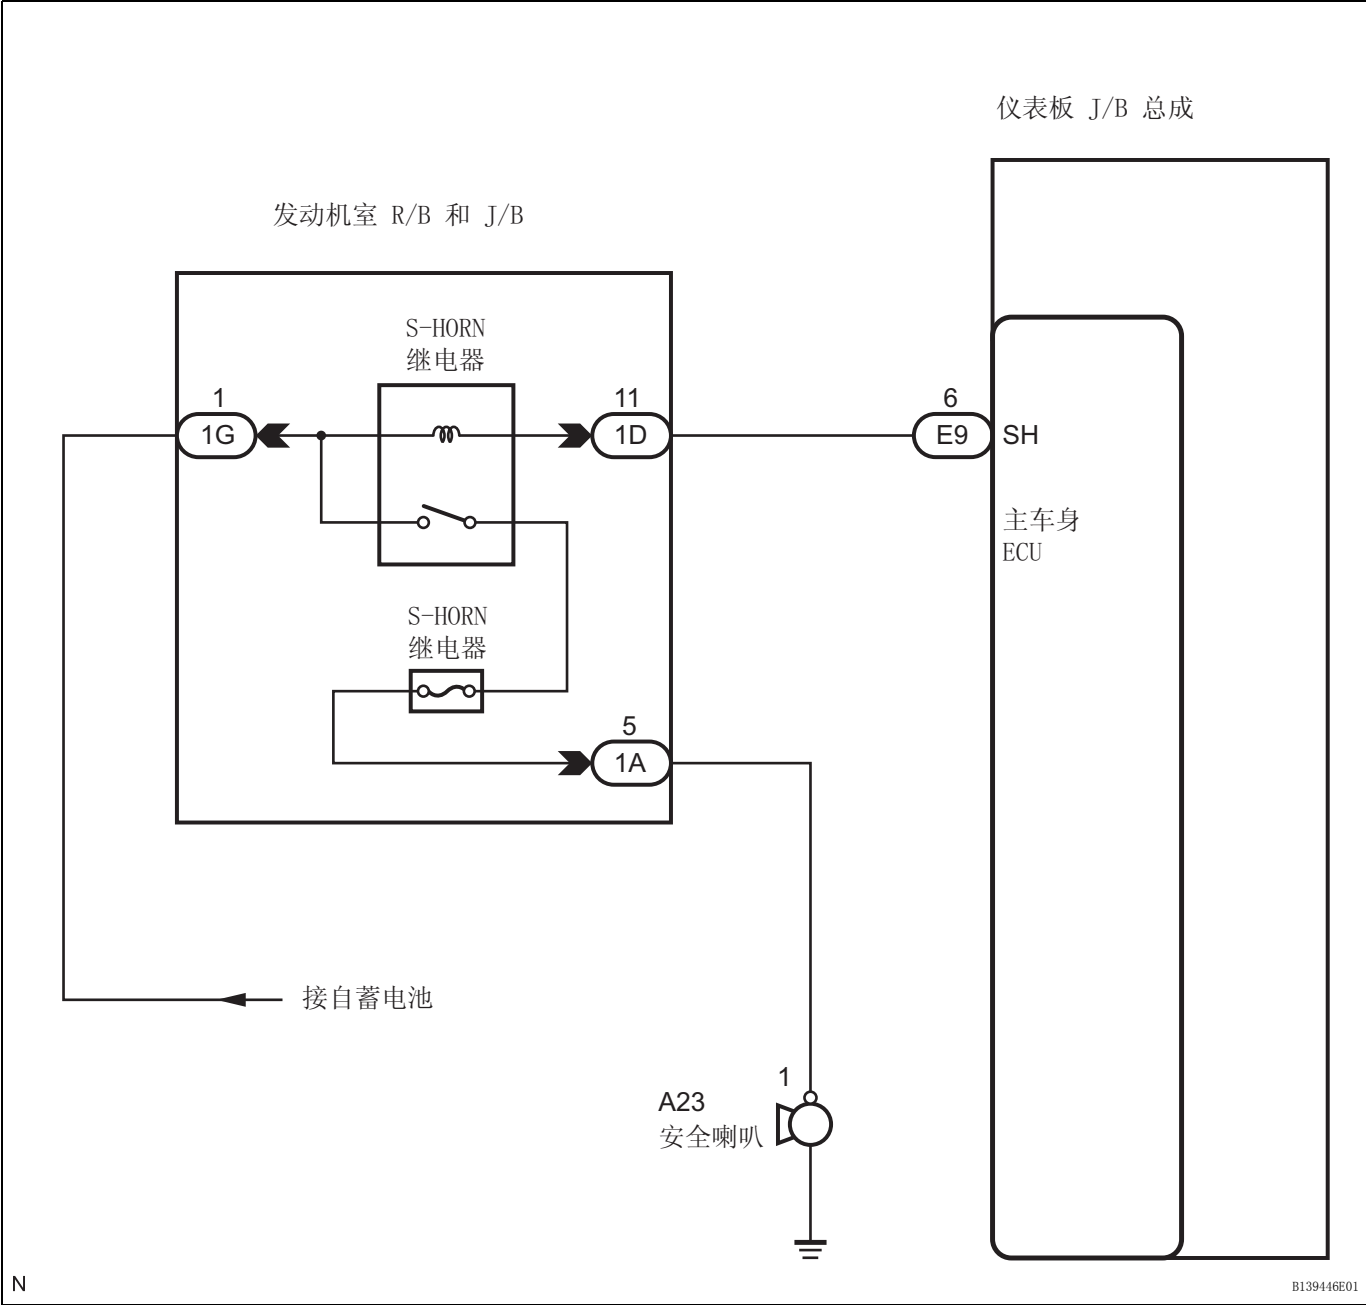 仪表板 J/B 总成
发动机室 R/B 和 J/B
S-HORN
继电器
1
1G
11
1D
6
E9
SH
主车身
ECU
S-HORN
继电器
5
1A
接自蓄电池
1
A23
安全喇叭
N
B139446E01